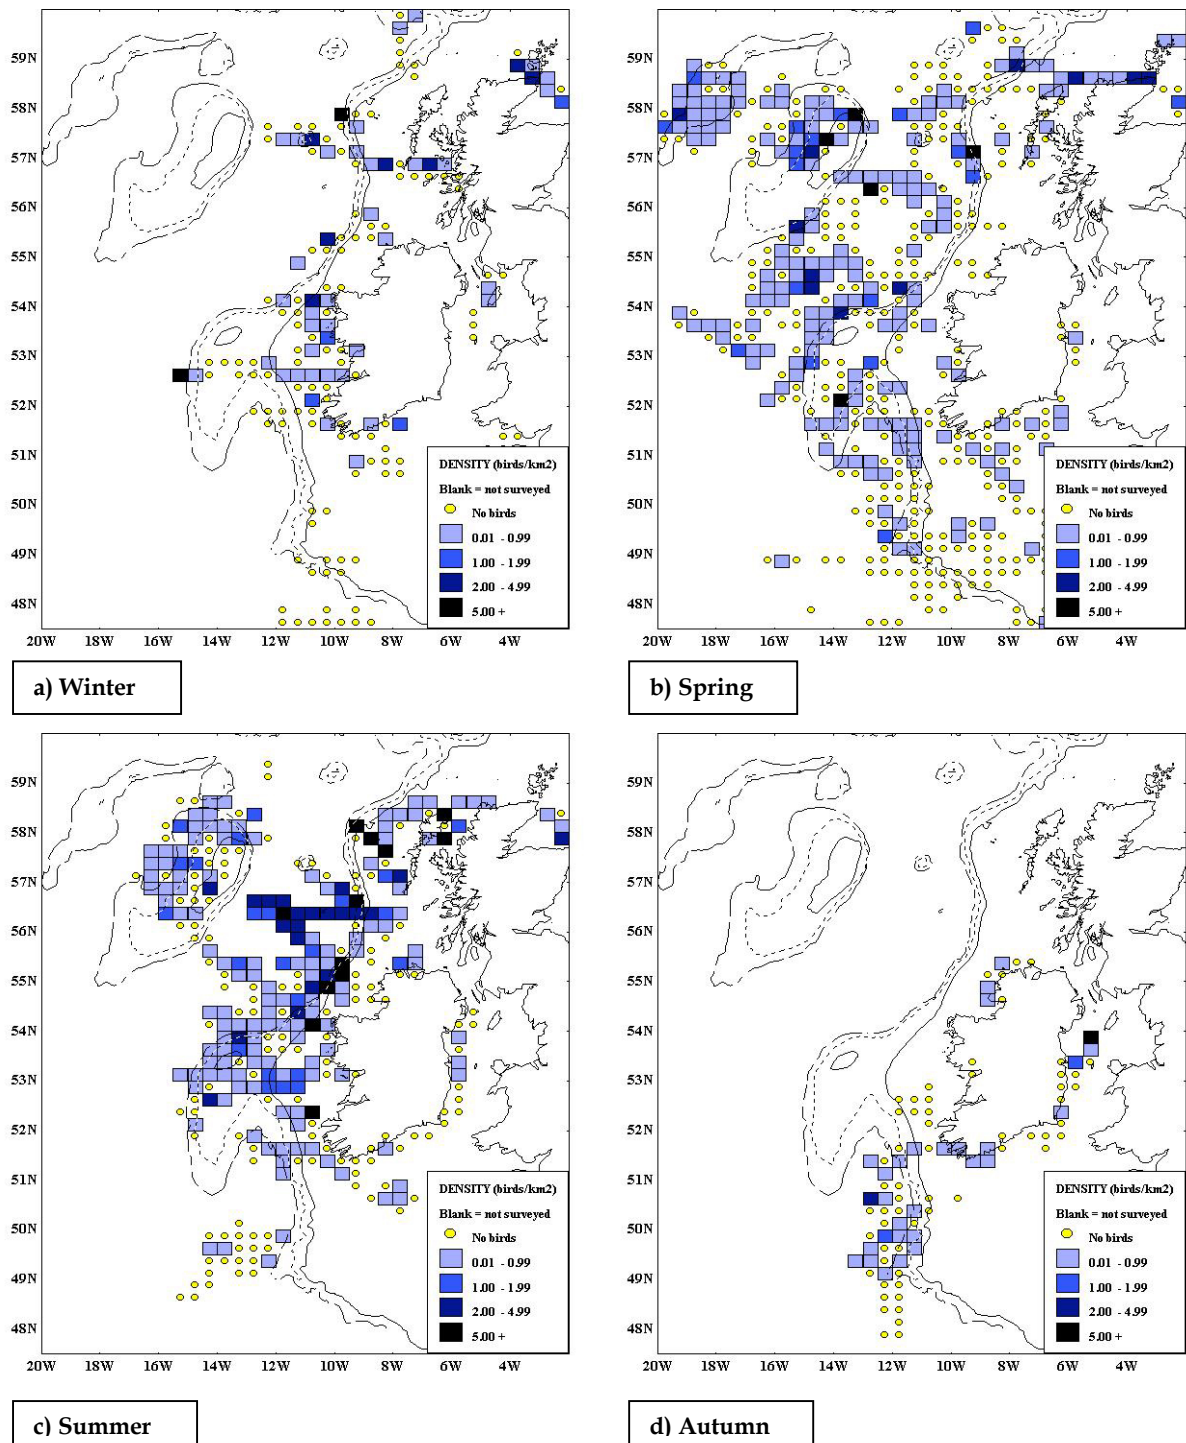 59N
58N
57N
56N
55N
54N
53N
52N
51N
50N
49N
48N
DENSITY (birds/km2)
Blank = not surveyed
No birds
0.01 - 0.99
1.00 - 1.99
2.00 - 4.99
5.00 +
20W 16W 14W 12W 10W 8W 6W 4W
a) Winter
59N
58N
57N
56N
55N
54N
53N
52N
51N
50N
49N
48N
DENSITY (birds/km2)
Blank = not surveyed
No birds
0.01 - 0.99
1.00 - 1.99
2.00 - 4.99
5.00 +
20W 16W 14W 12W 10W 8W 6W 4W
b) Spring
59N
58N
57N
56N
55N
54N
53N
52N
51N
50N
49N
48N
DENSITY (birds/km2)
Blank = not surveyed
No birds
0.01 - 0.99
1.00 - 1.99
2.00 - 4.99
5.00 +
20W 16W 14W 12W 10W 8W 6W 4W
c) Summer
59N
58N
57N
56N
55N
54N
53N
52N
51N
50N
49N
48N
DENSITY (birds/km2)
Blank = not surveyed
No birds
0.01 - 0.99
1.00 - 1.99
2.00 - 4.99
5.00 +
20W 16W 14W 12W 10W 8W 6W 4W
d) Autumn